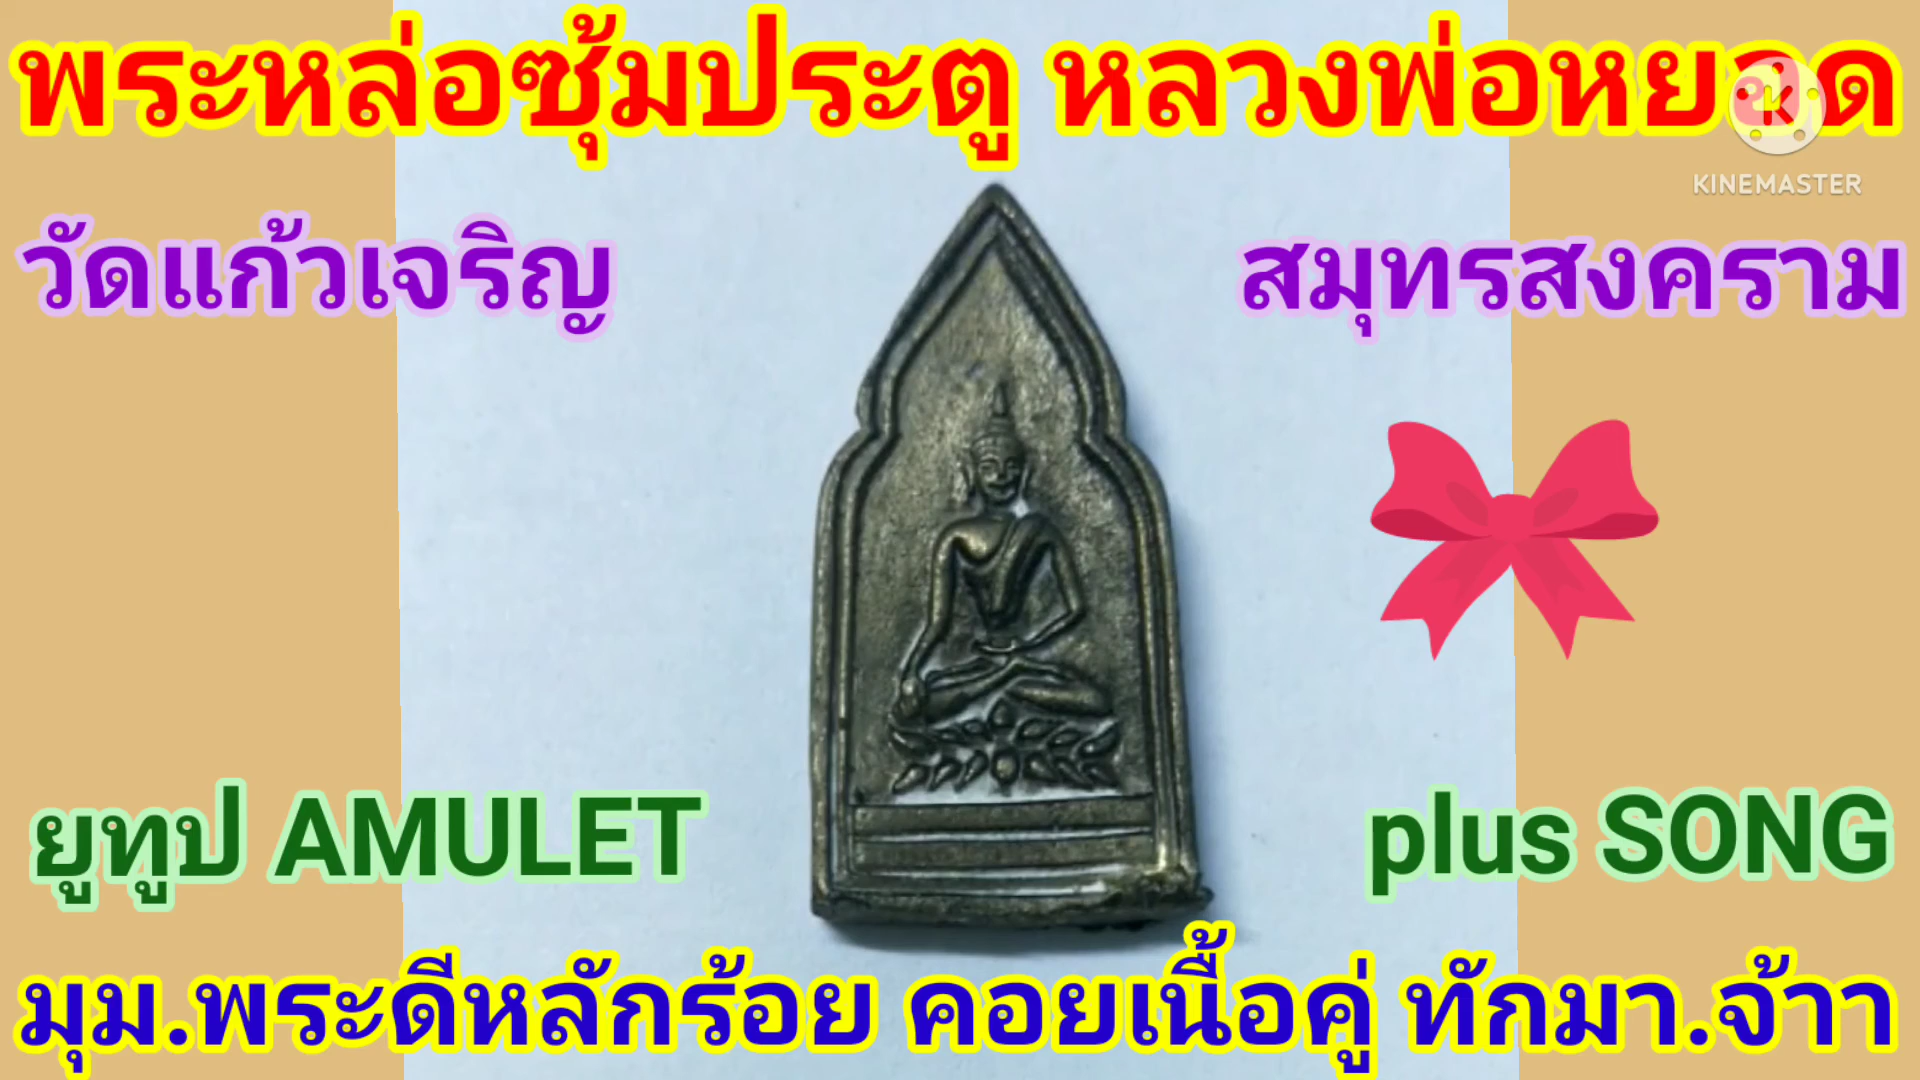 พระหล่อซุ้มประตู หลวงพ่อหยอด
KINEMASTER
วัดแก้วเจริญ สมุทรสงคราม
ยูทูป AMULET plus SONG
มุม.พระดีหลักร้อย คอยเนื้อคู่ ทักมา.จ้าา